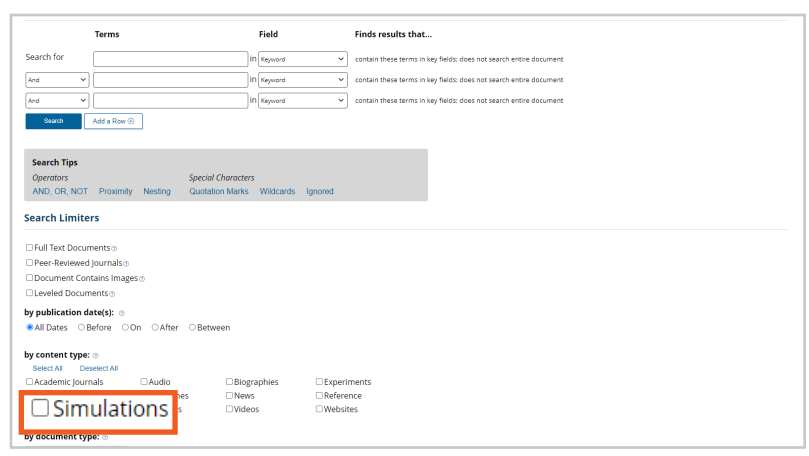 Terms Field Finds results that...
Search for in Keyword contain these terms in key fields; does not search entire document
And in Keyword contain these terms in key fields; does not search entire document
And in Keyword contain these terms in key fields; does not search entire document
Search Add a Row
Search Tips
Operators Special Characters
AND, OR, NOT Proximity Nesting Quotation Marks Wildcards Ignored
Search Limiters
Full Text Documents
Peer-Reviewed Journals
Document Contains Images
Leveled Documents
by publication date(s):
All Dates Before On After Between
by content type:
Select All Deselect All
Academic Journals Audio Biographies Experiments
News Reference
Simulations Videos Websites
by document type: